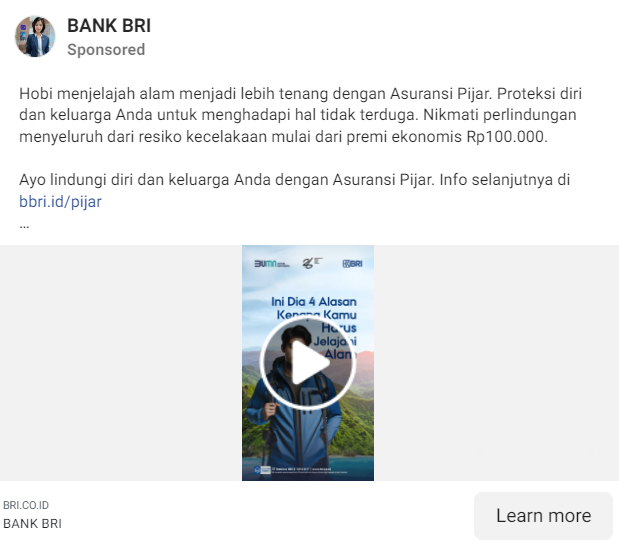 BANK BRI
Sponsored
Hobi menjelajah alam menjadi lebih tenang dengan Asuransi Pijar. Proteksi diri
dan keluarga Anda untuk menghadapi hal tidak terduga. Nikmati perlindungan
menyeluruh dari resiko kecelakaan mulai dari premi ekonomis Rp100.000.
Ayo lindungi diri dan keluarga Anda dengan Asuransi Pijar. Info selanjutnya di
bbri.id/pijar
...
BUMN
BRI
Ini Dia 4 Alasan
Kenapa Kamu
Harus
Jelajahi
Alam
BRI.CO.ID
BANK BRI
Learn more